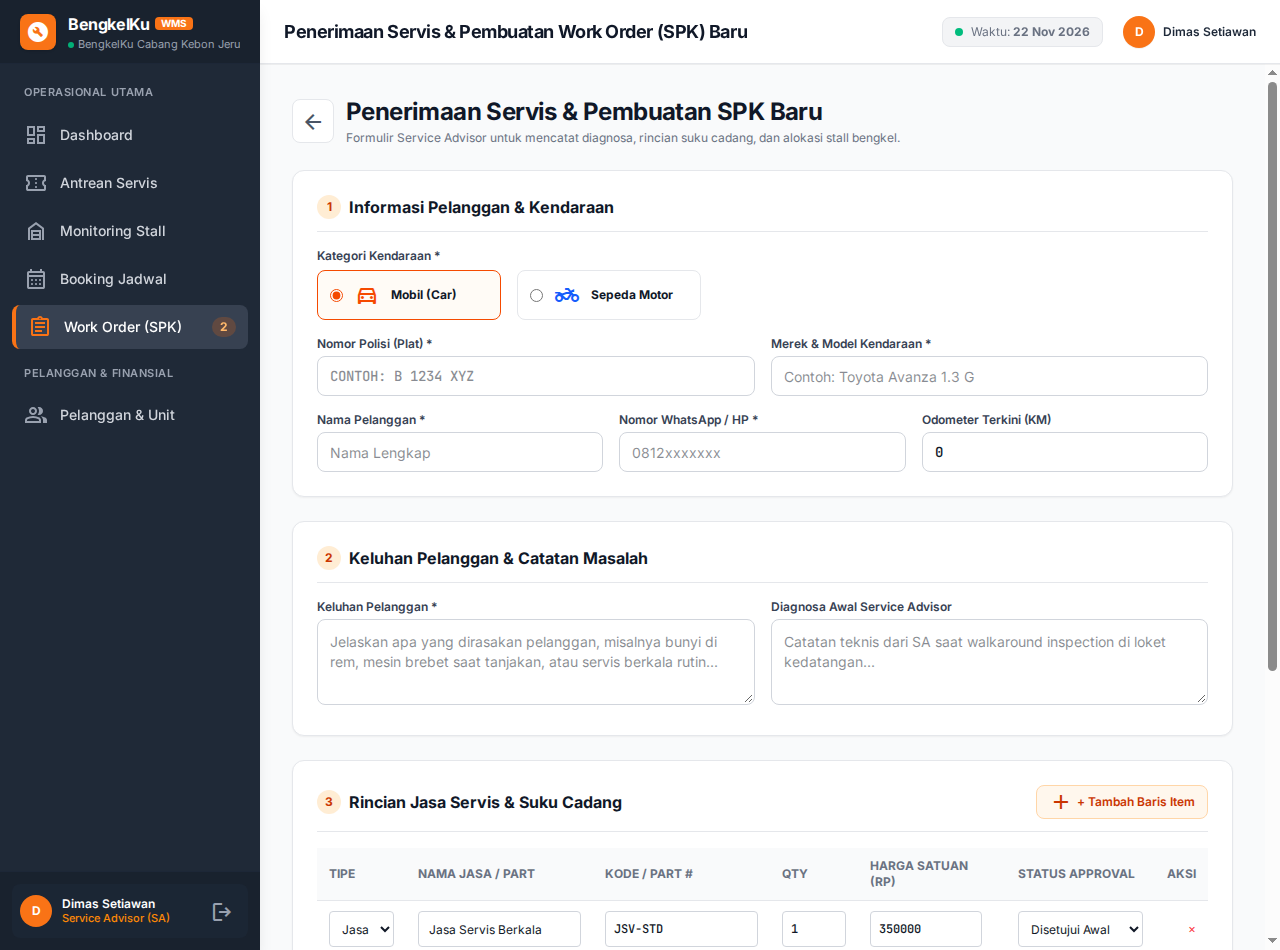 BengkelKu WMS
BengkelKu Cabang Kebon Jeru
OPERASIONAL UTAMA
Dashboard
Antrean Servis
Monitoring Stall
Booking Jadwal
Work Order (SPK) 2
PELANGGAN & FINANSIAL
Pelanggan & Unit
D
Dimas Setiawan
Service Advisor (SA)
Penerimaan Servis & Pembuatan Work Order (SPK) Baru
Waktu: 22 Nov 2026
D Dimas Setiawan
Penerimaan Servis & Pembuatan SPK Baru
Formulir Service Advisor untuk mencatat diagnosa, rincian suku cadang, dan alokasi stall bengkel.
1 Informasi Pelanggan & Kendaraan
Kategori Kendaraan *
Mobil (Car) Sepeda Motor
Nomor Polisi (Plat) * Merek & Model Kendaraan *
CONTOH: B 1234 XYZ Contoh: Toyota Avanza 1.3 G
Nama Pelanggan * Nomor WhatsApp / HP * Odometer Terkini (KM)
Nama Lengkap 0812xxxxxxx 0
2 Keluhan Pelanggan & Catatan Masalah
Keluhan Pelanggan *
Jelaskan apa yang dirasakan pelanggan, misalnya bunyi di
rem, mesin brebet saat tanjakan, atau servis berkala rutin...
Diagnosa Awal Service Advisor
Catatan teknis dari SA saat walkaround inspection di loket
kedatangan...
3 Rincian Jasa Servis & Suku Cadang
+ Tambah Baris Item
TIPE NAMA JASA / PART KODE / PART # QTY HARGA SATUAN (RP) STATUS APPROVAL AKSI
Jasa Jasa Servis Berkala JSV-STD 1 350000 Disetujui Awal ×